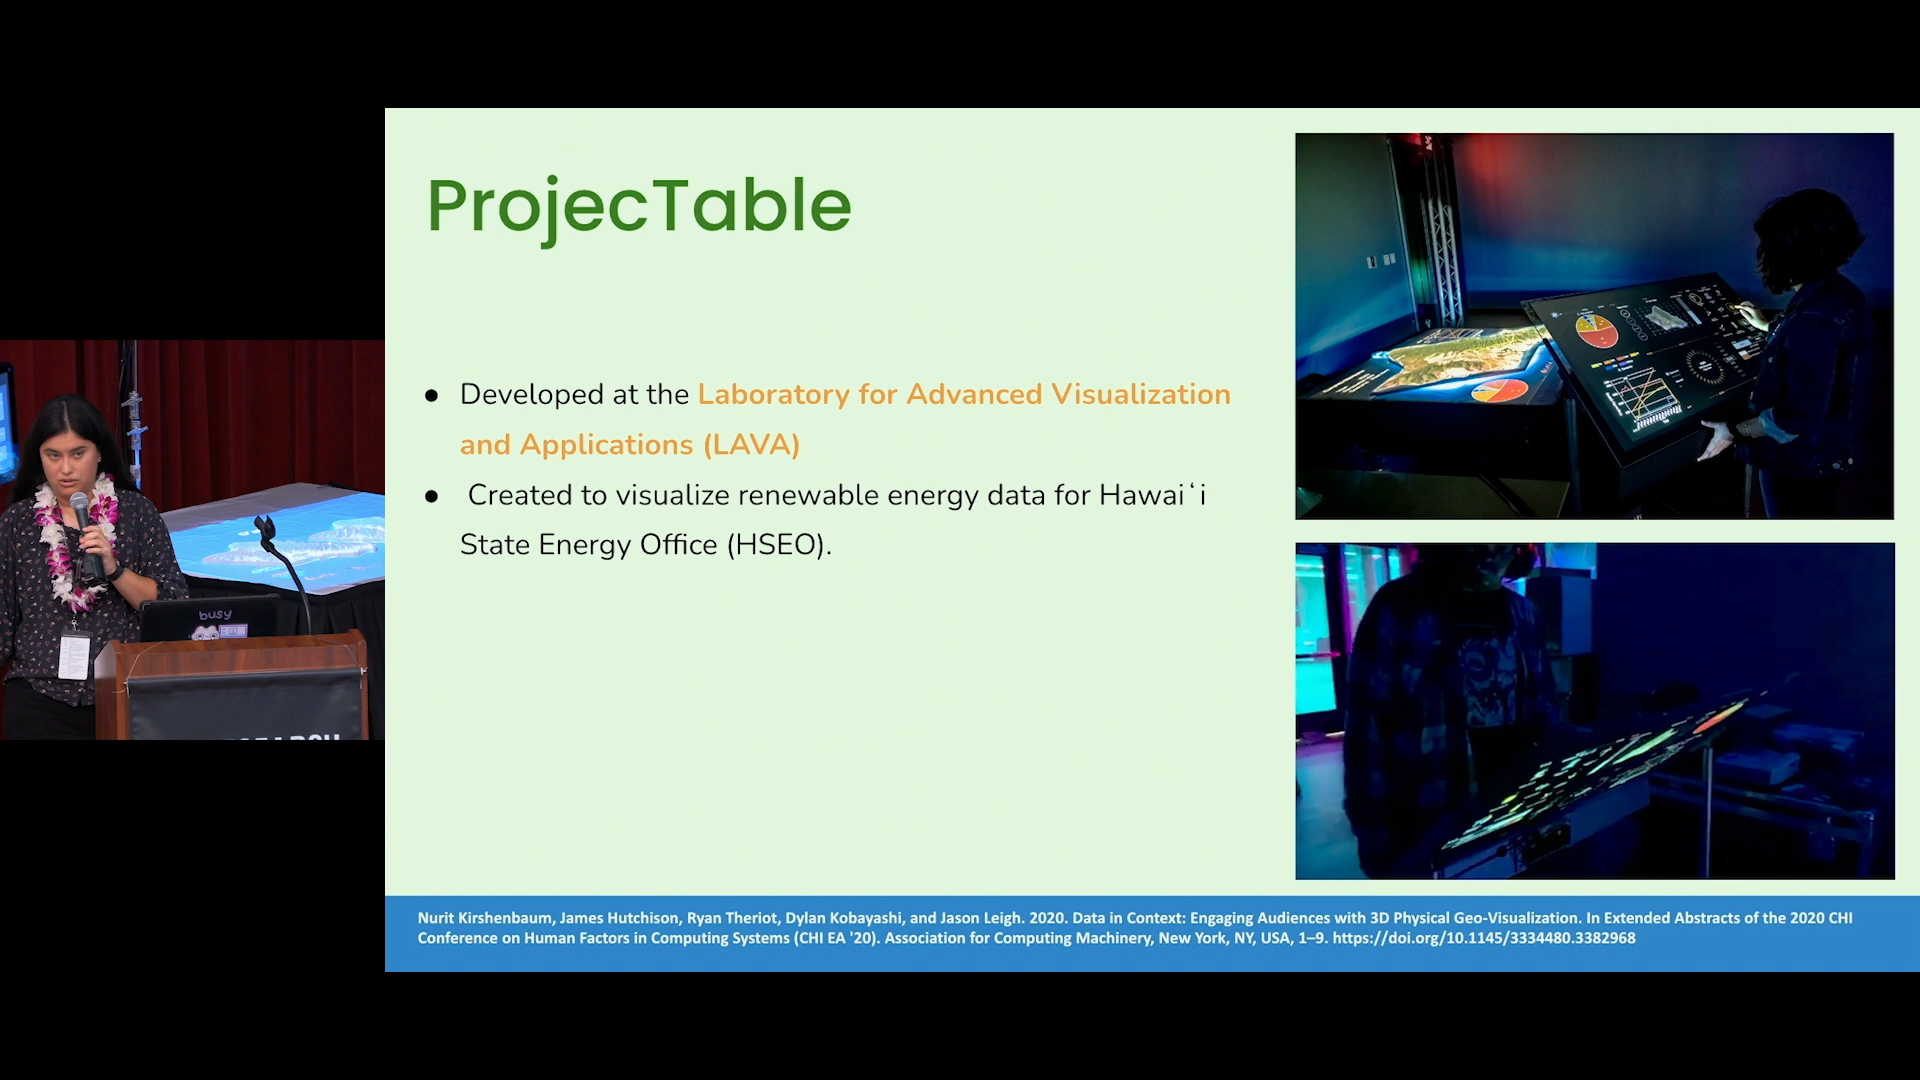 ProjecTable
● Developed at the Laboratory for Advanced Visualization
and Applications (LAVA)
● Created to visualize renewable energy data for Hawaiʻi
State Energy Office (HSEO).
busy
Nurit Kirshenbaum, James Hutchison, Ryan Theriot, Dylan Kobayashi, and Jason Leigh. 2020. Data in Context: Engaging Audiences with 3D Physical Geo-Visualization. In Extended Abstracts of the 2020 CHI
Conference on Human Factors in Computing Systems (CHI EA '20). Association for Computing Machinery, New York, NY, USA, 1–9. https://doi.org/10.1145/3334480.3382968